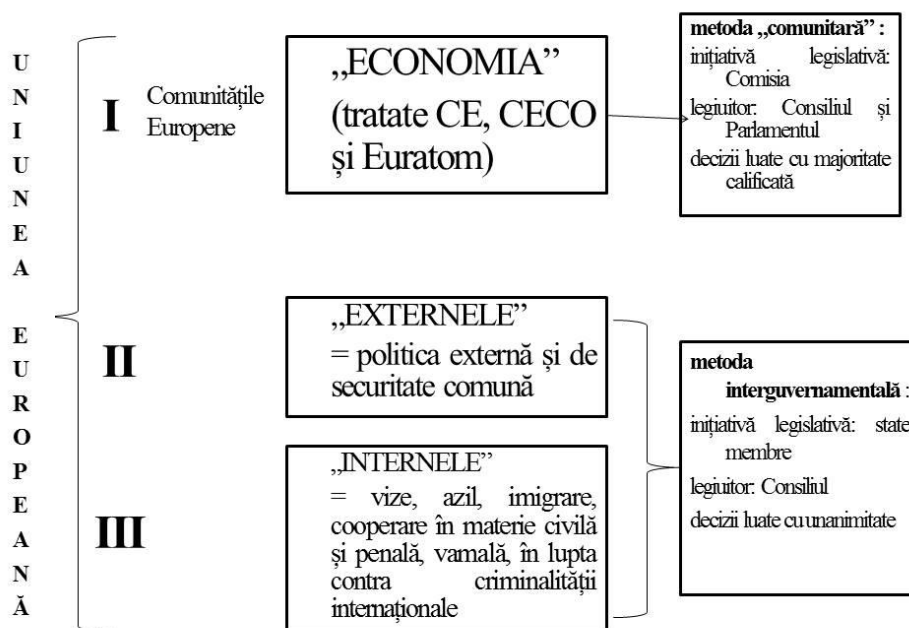 UNIUNEA EUROPEANĂ
I
Comunitățile
Europene
„ECONOMIA”
(tratate CE, CECO
și Euratom)
metoda „comunitară” :
inițiativă legislativă:
Comisia
legiuitor: Consiliul și
Parlamentul
decizii luate cu majoritate
calificată
II
„EXTERNELE”
= politica externă și de
securitate comună
III
„INTERNELE”
= vize, azil, imigrare,
cooperare în materie civilă
și penală, vamală, în lupta
contra criminalității
internaționale
metoda
interguvernamentală :
inițiativă legislativă: state
membre
legiuitor: Consiliul
decizii luate cu unanimitate